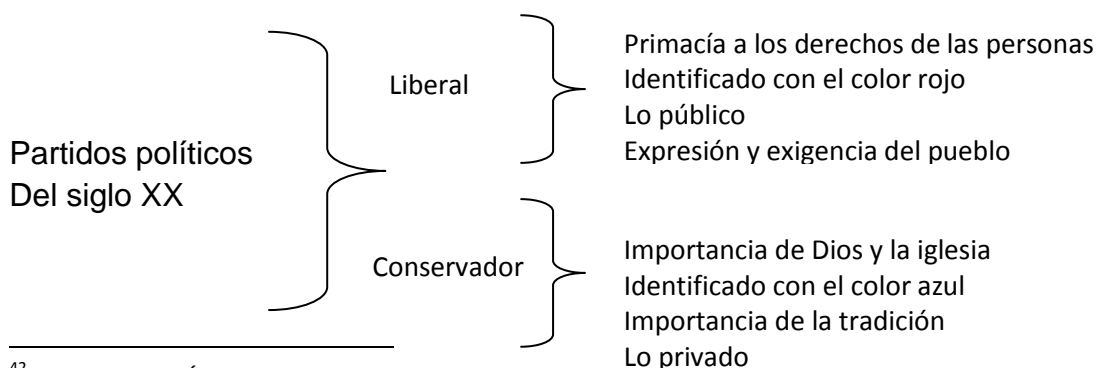 Partidos políticos
Del siglo XX
Liberal
Primacía a los derechos de las personas
Identificado con el color rojo
Lo público
Expresión y exigencia del pueblo
Conservador
Importancia de Dios y la iglesia
Identificado con el color azul
Importancia de la tradición
Lo privado
42